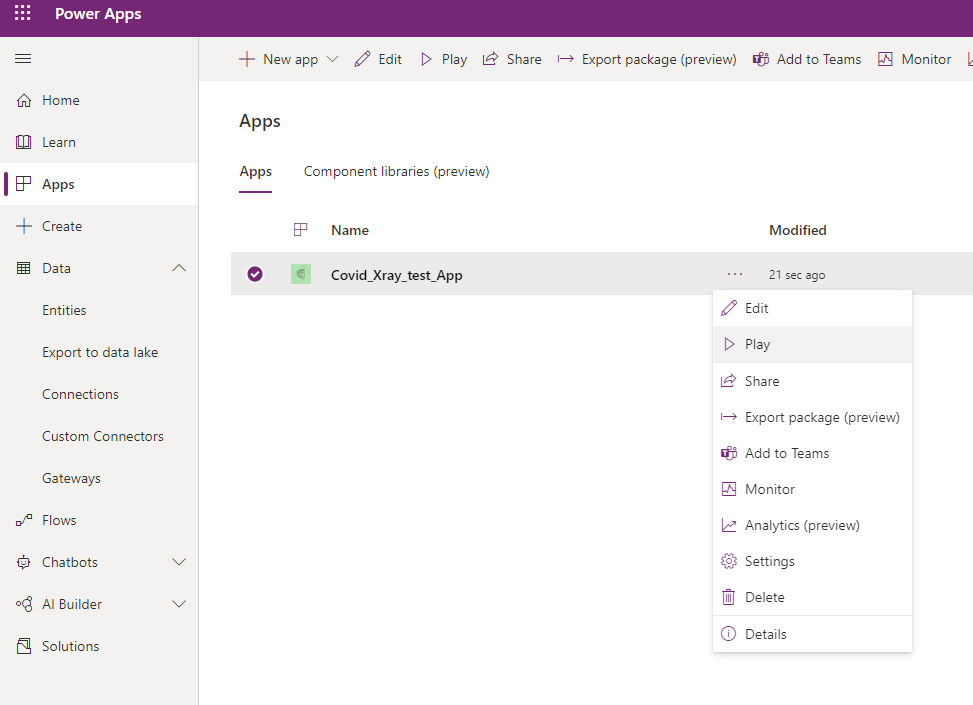 Power Apps
New app Edit Play Share Export package (preview) Add to Teams Monitor
Home
Learn
Apps
Create
Data
Entities
Export to data lake
Connections
Custom Connectors
Gateways
Flows
Chatbots
AI Builder
Solutions
Apps
Apps Component libraries (preview)
Name Modified
Covid_Xray_test_App ... 21 sec ago
Edit
Play
Share
Export package (preview)
Add to Teams
Monitor
Analytics (preview)
Settings
Delete
Details